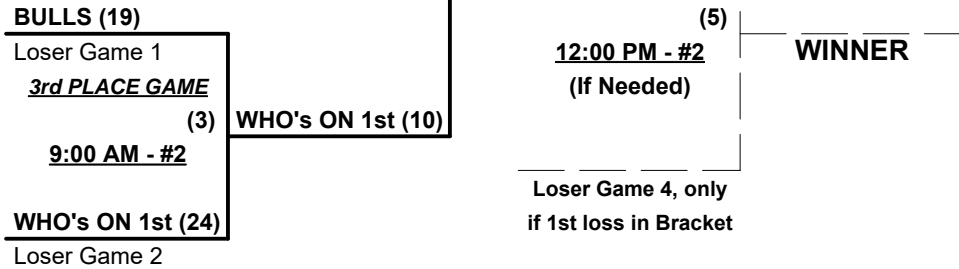 BULLS (19)
Loser Game 1
3rd PLACE GAME
(3)
9:00 AM - #2
WHO's ON 1st (24)
Loser Game 2
WHO's ON 1st (10)
(5)
12:00 PM - #2
(If Needed)
WINNER
Loser Game 4, only
if 1st loss in Bracket